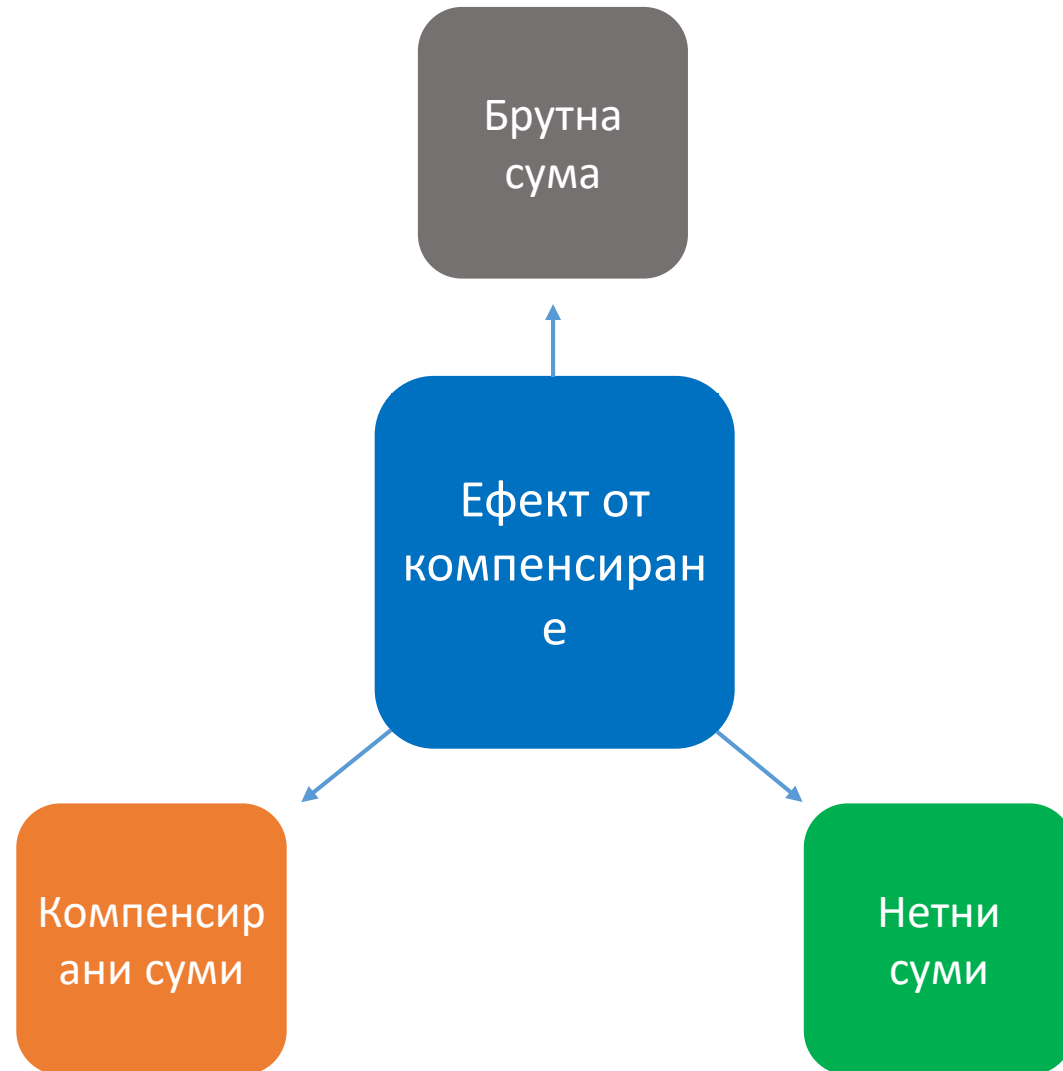 Брутна
сума
Ефект от
компенсиран
е
Компенсир
ани суми
Нетни
суми